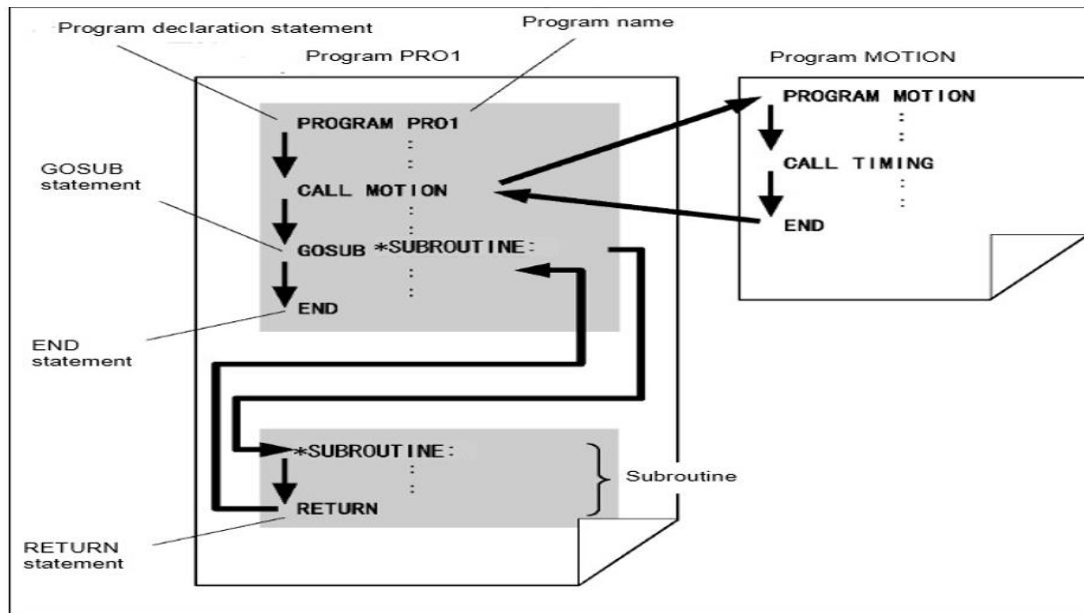 Program declaration statement
Program name
Program PRO1
Program MOTION
PROGRAM PRO1
:
:
CALL MOTION
:
:
GOSUB *SUBROUTINE:
:
:
END
GOSUB
statement
END
statement
*SUBROUTINE:
:
:
RETURN
Subroutine
RETURN
statement
PROGRAM MOTION
:
:
CALL TIMING
:
:
END